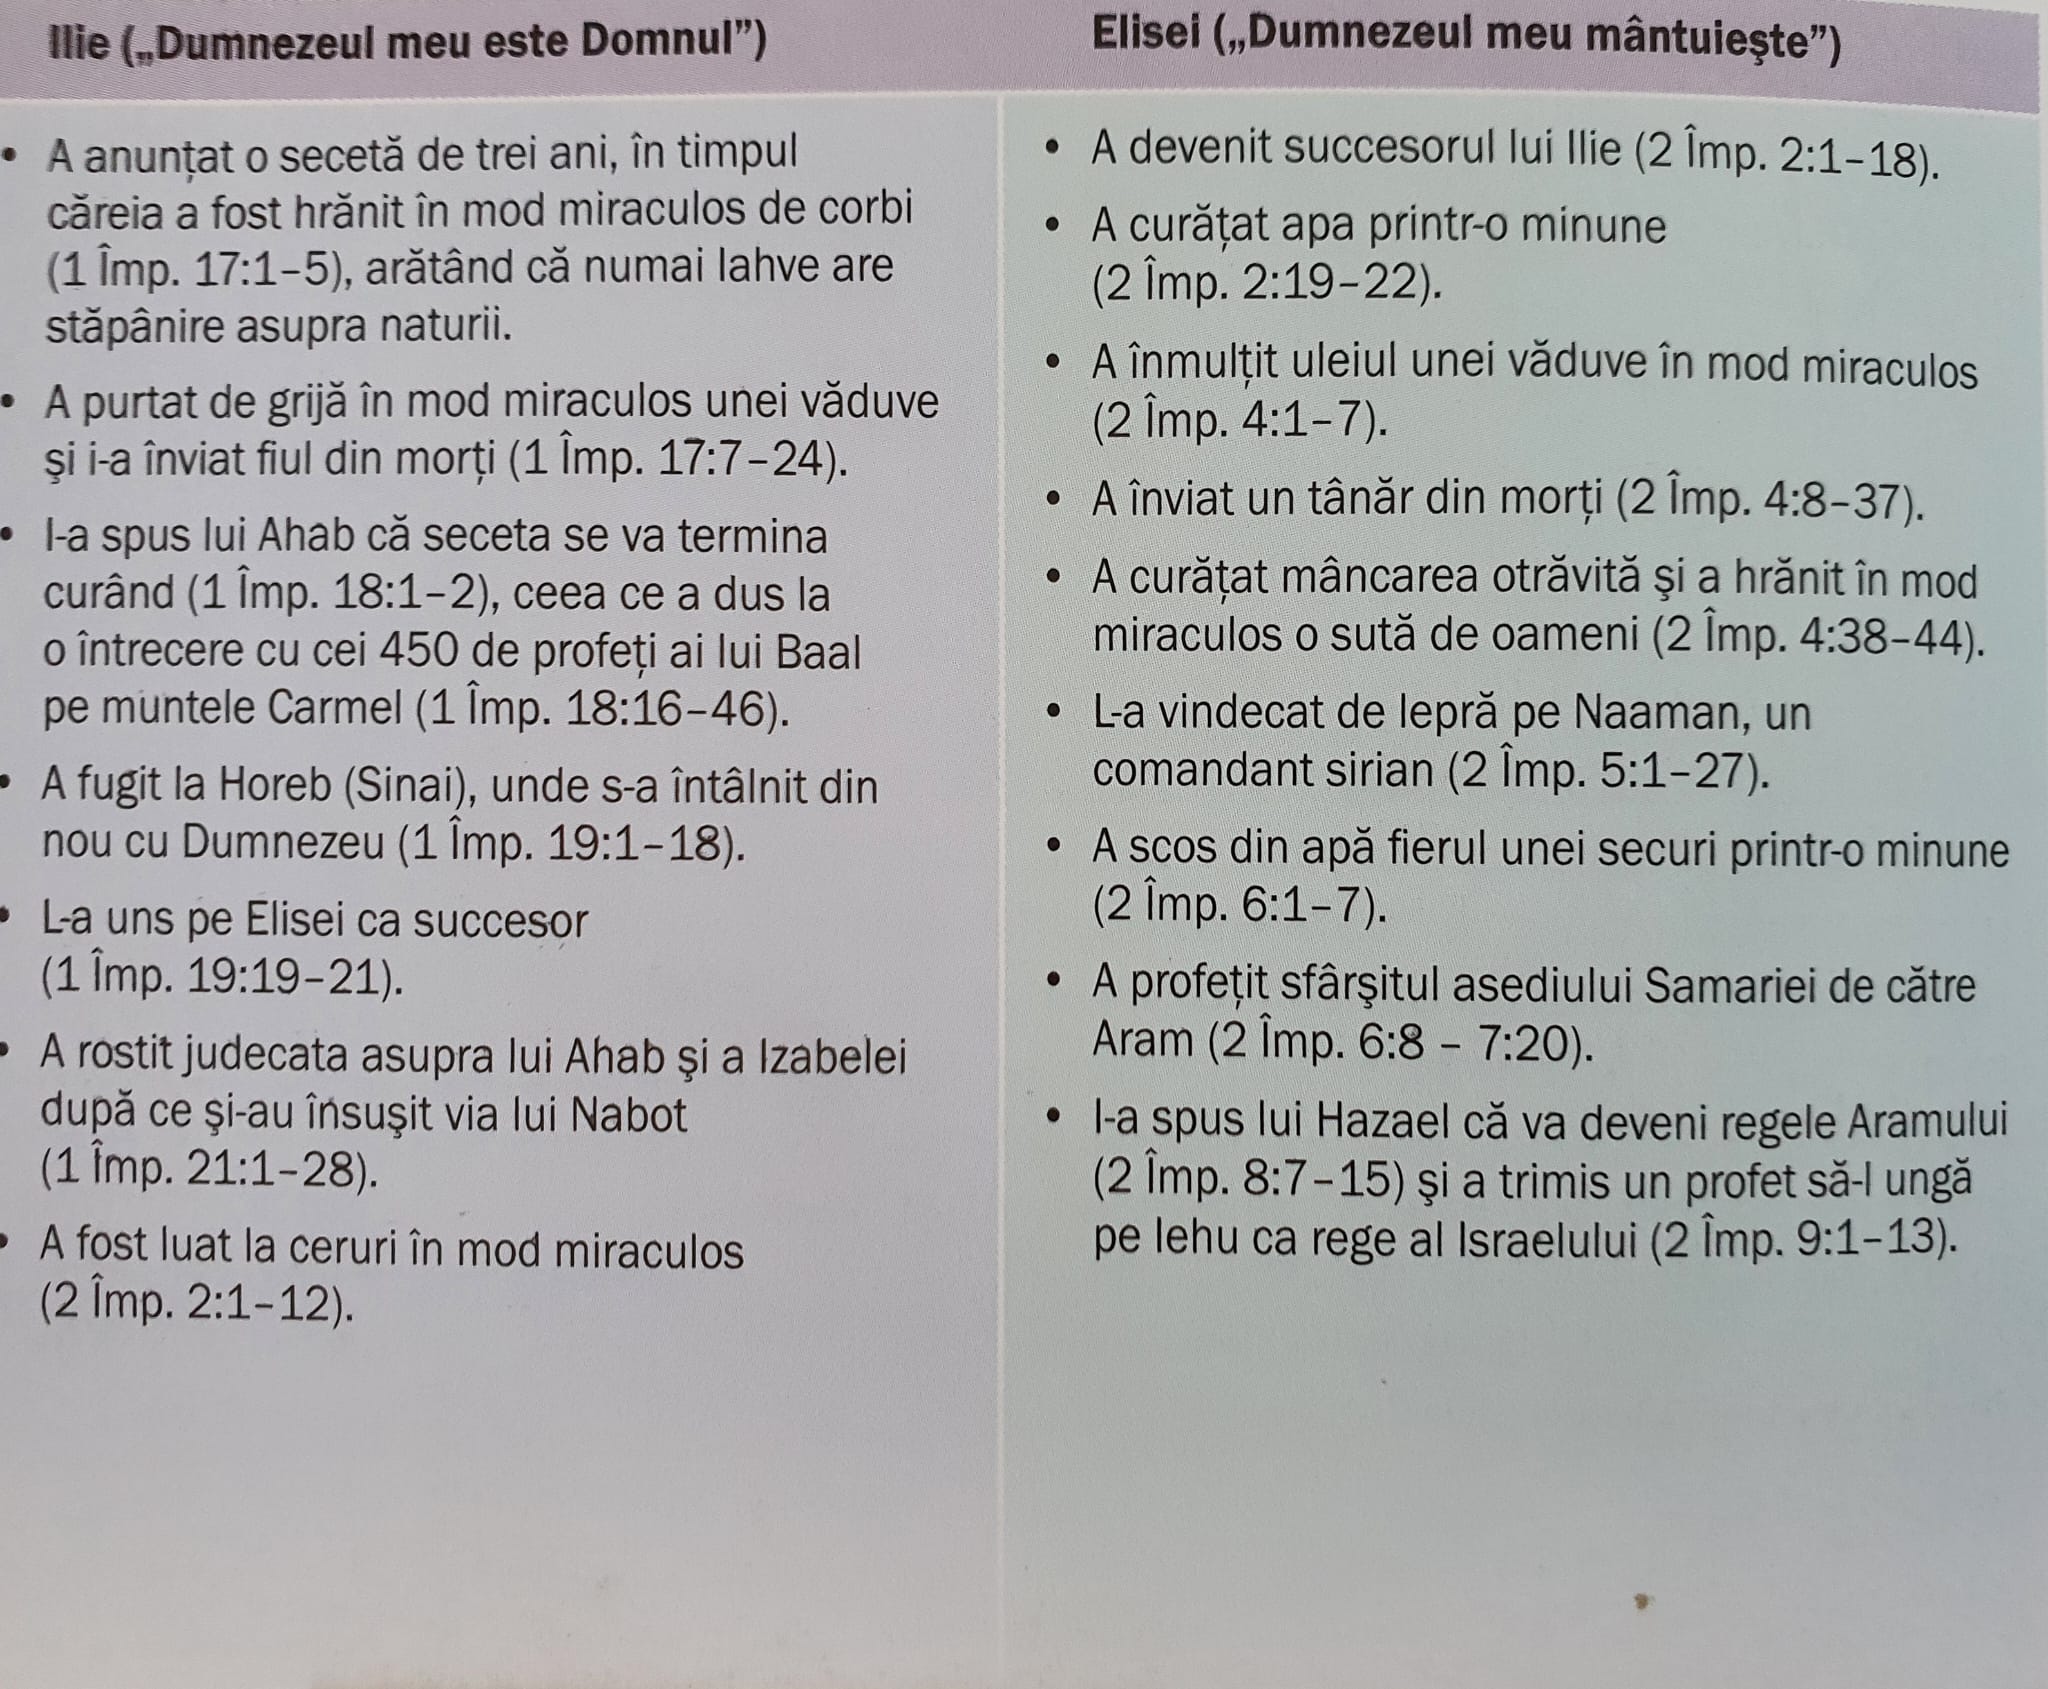 Ilie („Dumnezeul meu este Domnul”)
• A anunțat o secetă de trei ani, în timpul
căreia a fost hrănit în mod miraculos de corbi
(1 Împ. 17:1–5), arătând că numai Iahve are
stăpânire asupra naturii.
• A purtat de grijă în mod miraculos unei văduve
și i-a înviat fiul din morți (1 Împ. 17:7–24).
• I-a spus lui Ahab că seceta se va termina
curând (1 Împ. 18:1–2), ceea ce a dus la
o întrecere cu cei 450 de profeți ai lui Baal
pe muntele Carmel (1 Împ. 18:16–46).
• A fugit la Horeb (Sinai), unde s-a întâlnit din
nou cu Dumnezeu (1 Împ. 19:1–18).
• L-a uns pe Elisei ca succesor
(1 Împ. 19:19–21).
• A rostit judecata asupra lui Ahab și a Izabelei
după ce și-au însușit via lui Nabot
(1 Împ. 21:1–28).
• A fost luat la ceruri în mod miraculos
(2 Împ. 2:1–12).
Elisei („Dumnezeul meu mântuiește”)
• A devenit succesorul lui Ilie (2 Împ. 2:1–18).
• A curățat apa printr-o minune
(2 Împ. 2:19–22).
• A înmulțit uleiul unei văduve în mod miraculos
(2 Împ. 4:1–7).
• A înviat un tânăr din morți (2 Împ. 4:8–37).
• A curățat mâncarea otrăvită și a hrănit în mod
miraculos o sută de oameni (2 Împ. 4:38–44).
• L-a vindecat de lepră pe Naaman, un
comandant sirian (2 Împ. 5:1–27).
• A scos din apă fierul unei securi printr-o minune
(2 Împ. 6:1–7).
• A profețit sfârșitul asediului Samariei de către
Aram (2 Împ. 6:8 – 7:20).
• I-a spus lui Hazael că va deveni regele Aramului
(2 Împ. 8:7–15) și a trimis un profet să-l ungă
pe Iehu ca rege al Israelului (2 Împ. 9:1–13).